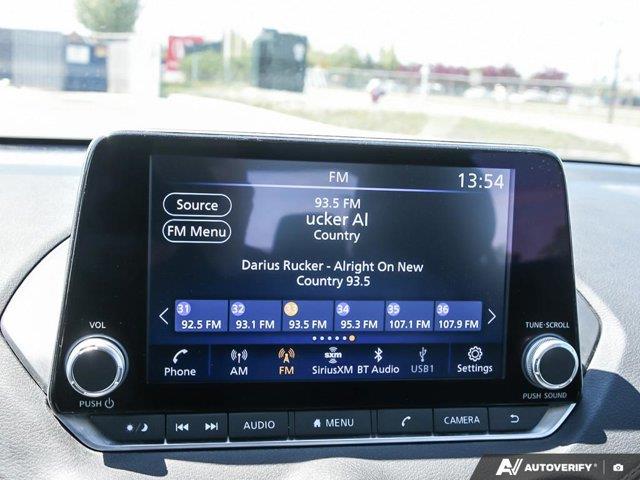 FM
13:54
Source
93.5 FM
FM Menu
ucker Al
Country
Darius Rucker - Alright On New
Country 93.5
31 32 33 34 35 36
92.5 FM 93.1 FM 93.5 FM 95.3 FM 107.1 FM 107.9 FM
sxm
Phone AM FM SiriusXM BT Audio USB1 Settings
VOL
TUNE·SCROLL
PUSH
PUSH SOUND
AUDIO MENU CAMERA
AUTOVERIFY